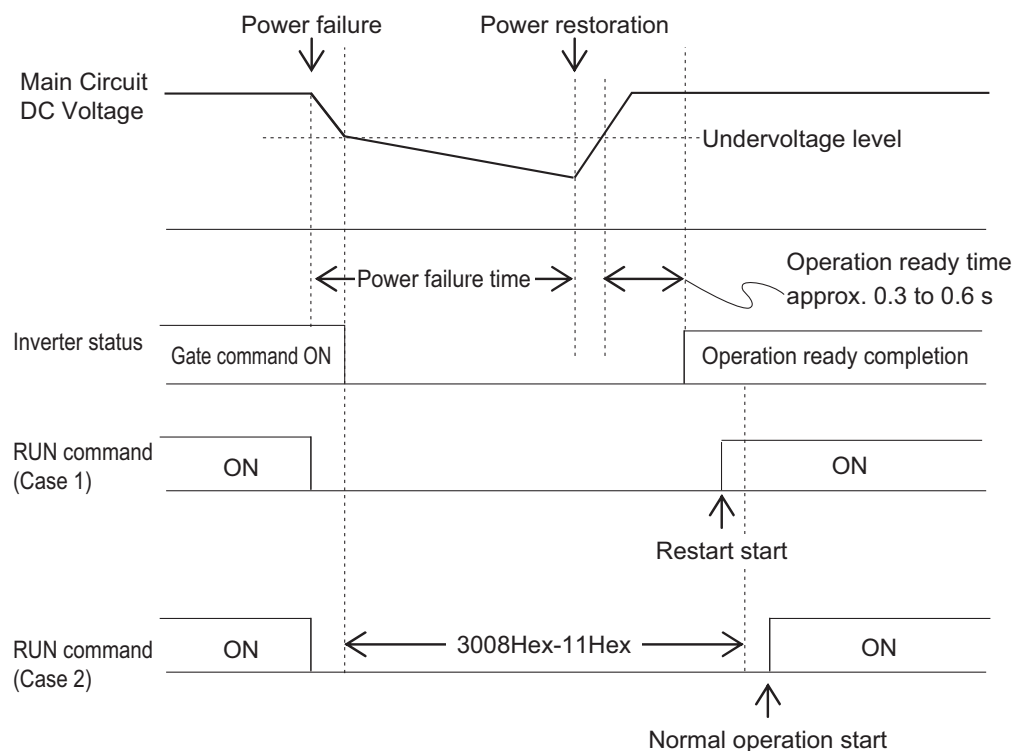 Power failure
Power restoration
Main Circuit
DC Voltage
Undervoltage level
Power failure time
Operation ready time
approx. 0.3 to 0.6 s
Inverter status
Gate command ON
Operation ready completion
RUN command
(Case 1)
ON
ON
Restart start
RUN command
(Case 2)
ON
3008Hex-11Hex
ON
Normal operation start